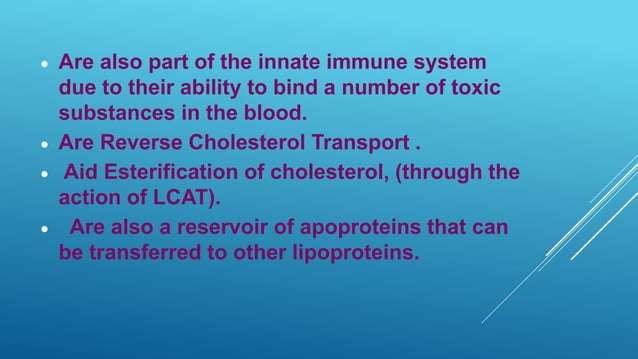 Are also part of the innate immune system
due to their ability to bind a number of toxic
substances in the blood.
Are Reverse Cholesterol Transport .
Aid Esterification of cholesterol, (through the
action of LCAT).
Are also a reservoir of apoproteins that can
be transferred to other lipoproteins.